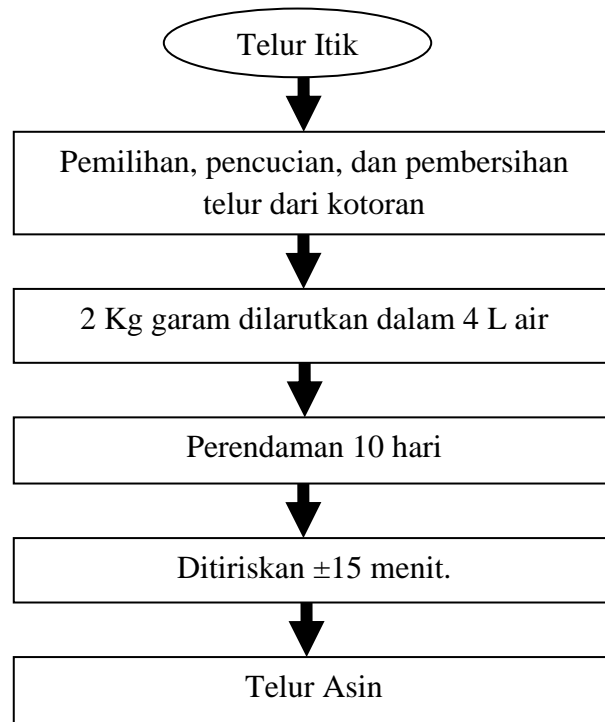 Telur Itik
Pemilihan, pencucian, dan pembersihan
telur dari kotoran
2 Kg garam dilarutkan dalam 4 L air
Perendaman 10 hari
Ditiriskan ±15 menit.
Telur Asin